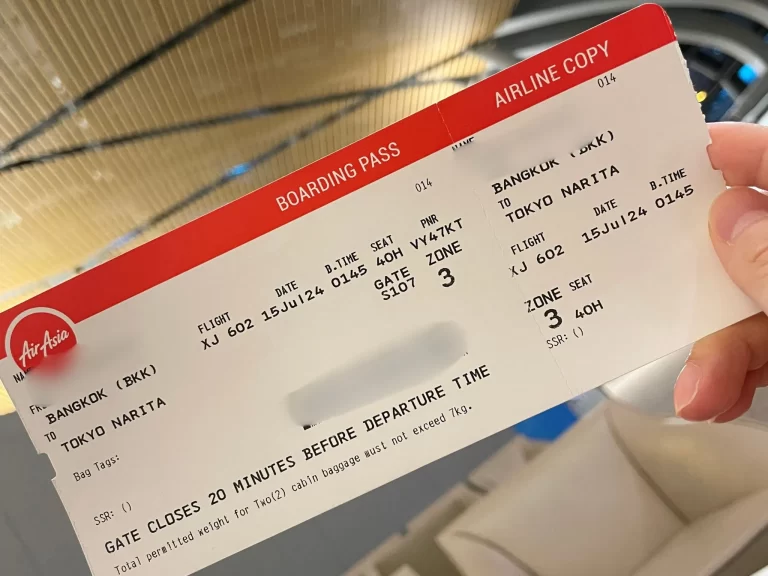 BOARDING PASS
AirAsia
014
FLIGHT DATE B.TIME SEAT PNR
XJ 602 15Jul24 0145 40H VY47KT
GATE ZONE
S107 3
BANGKOK (BKK)
TO
TOKYO NARITA
Bag Tags:
SSR: ()
GATE CLOSES 20 MINUTES BEFORE DEPARTURE TIME
Total permitted weight for Two(2) cabin baggage must not exceed 7kg.
AIRLINE COPY
014
BANGKOK (BKK)
TO
TOKYO NARITA
FLIGHT DATE B.TIME
XJ 602 15Jul24 0145
ZONE SEAT
3 40H
SSR: ()